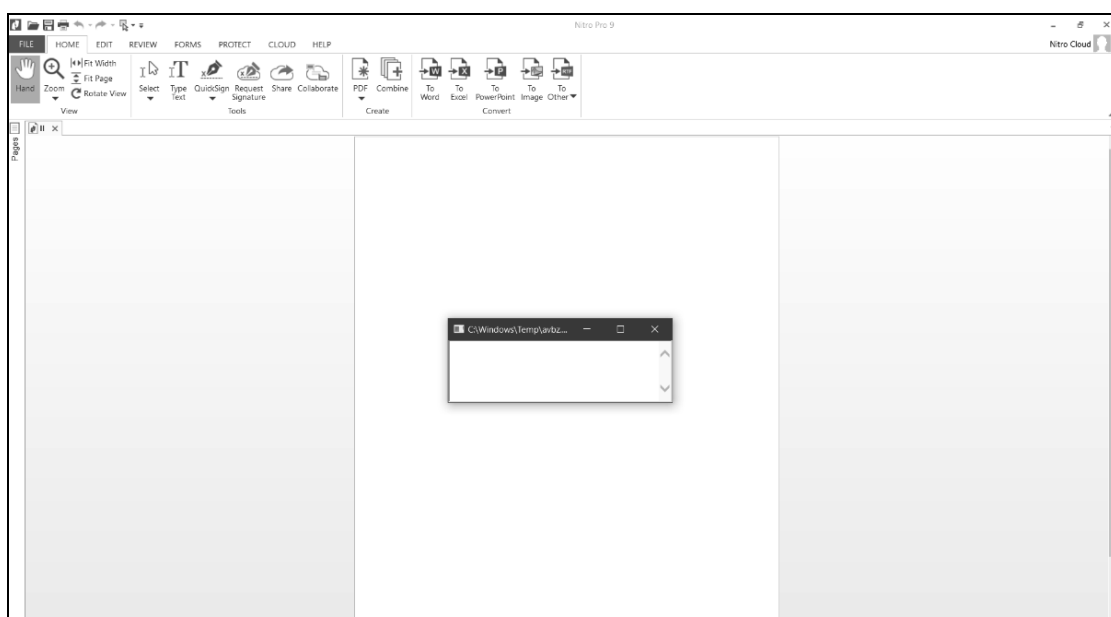 Nitro Pro 9
FILE HOME EDIT REVIEW FORMS PROTECT CLOUD HELP Nitro Cloud
Hand
Zoom
Fit Width
Fit Page
Rotate View
View
Select
Type Text
QuickSign
Request Signature
Share
Collaborate
Tools
PDF
Combine
Create
To Word
To Excel
To PowerPoint
To Image
To Other
Convert
II
Pages
C:\Windows\Temp\avbz...